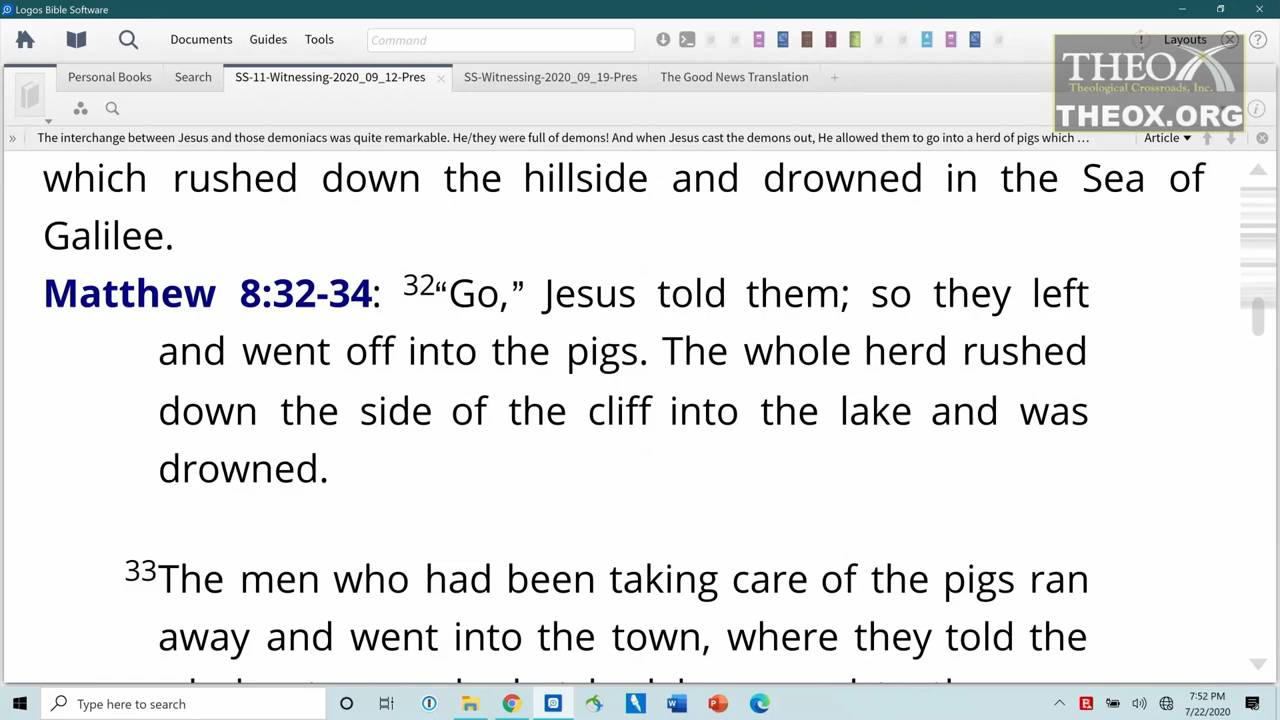 Logos Bible Software
Documents Guides Tools Command Layouts
THEOX
Theological Crossroads, Inc.
THEOX.ORG
Personal Books Search SS-11-Witnessing-2020_09_12-Pres SS-Witnessing-2020_09_19-Pres The Good News Translation
The interchange between Jesus and those demoniacs was quite remarkable. He/they were full of demons! And when Jesus cast the demons out, He allowed them to go into a herd of pigs which ... Article
which rushed down the hillside and drowned in the Sea of
Galilee.
Matthew 8:32-34: 32“Go,” Jesus told them; so they left
and went off into the pigs. The whole herd rushed
down the side of the cliff into the lake and was
drowned.
33The men who had been taking care of the pigs ran
away and went into the town, where they told the
Type here to search
7:52 PM
7/22/2020